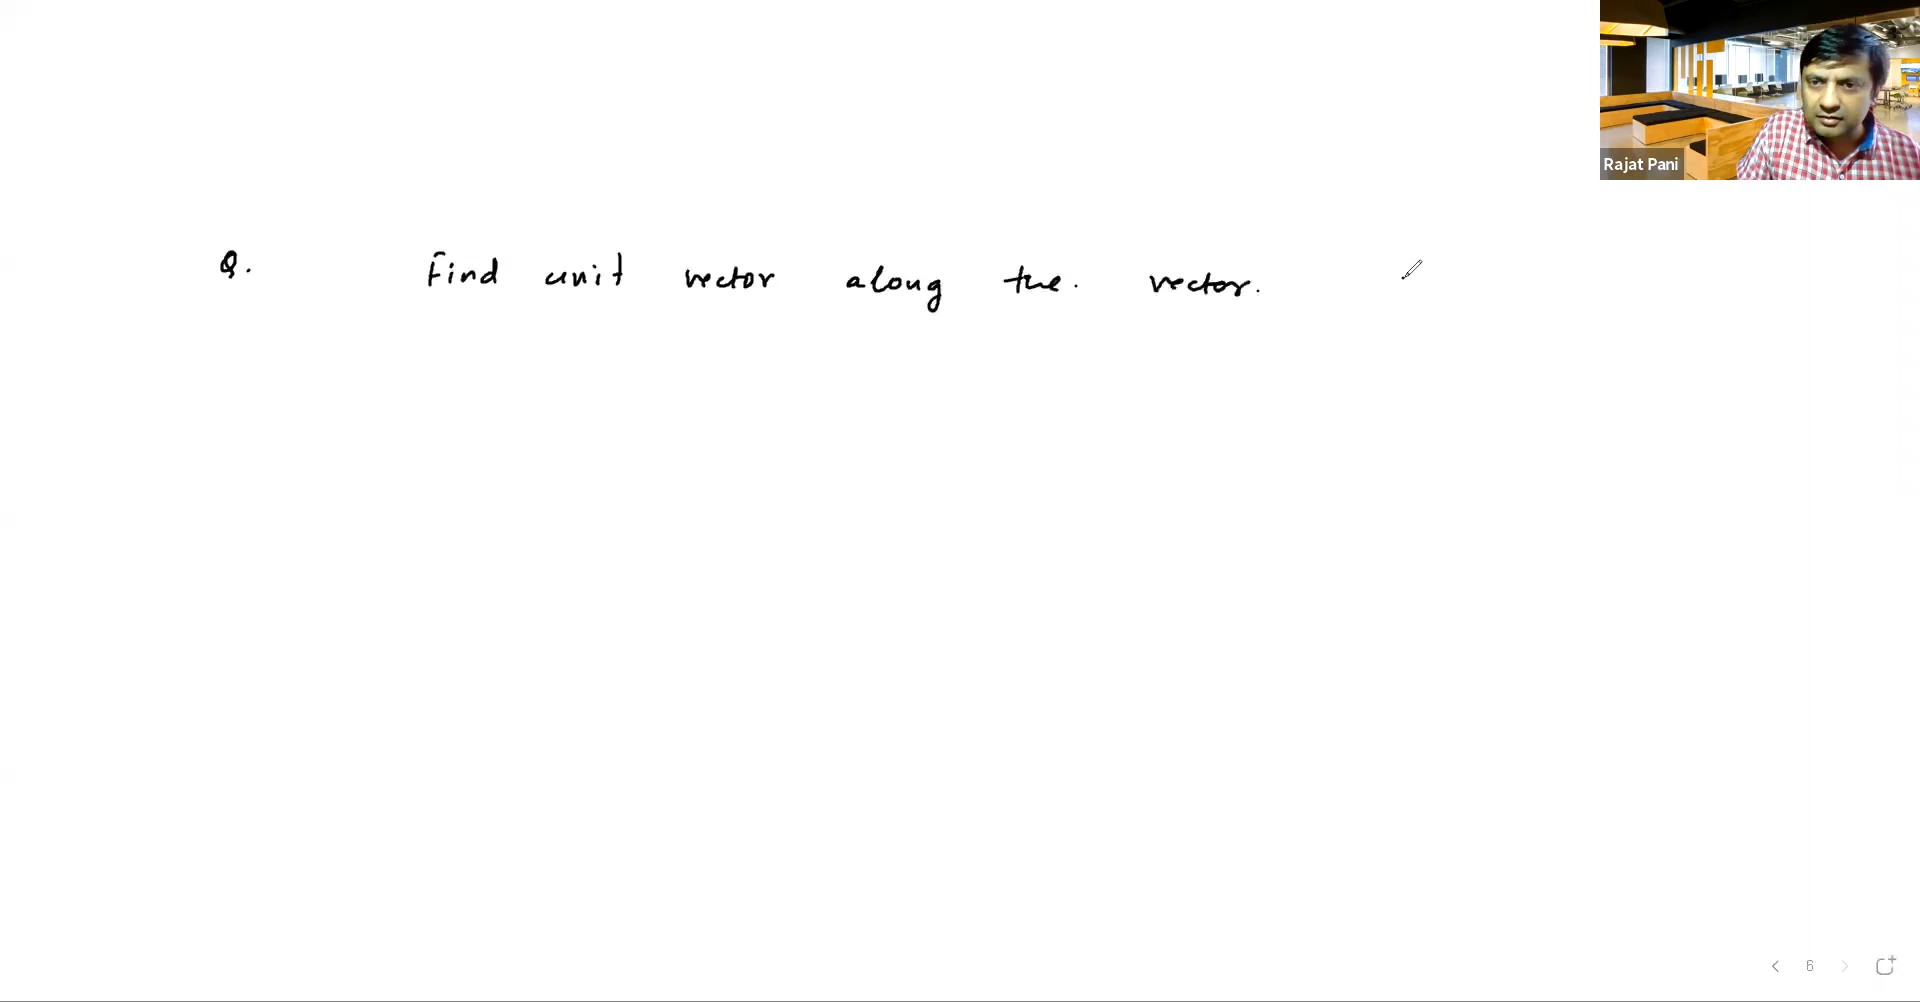 Rajat Pani
Q. Find unit vector along the. vector.
6